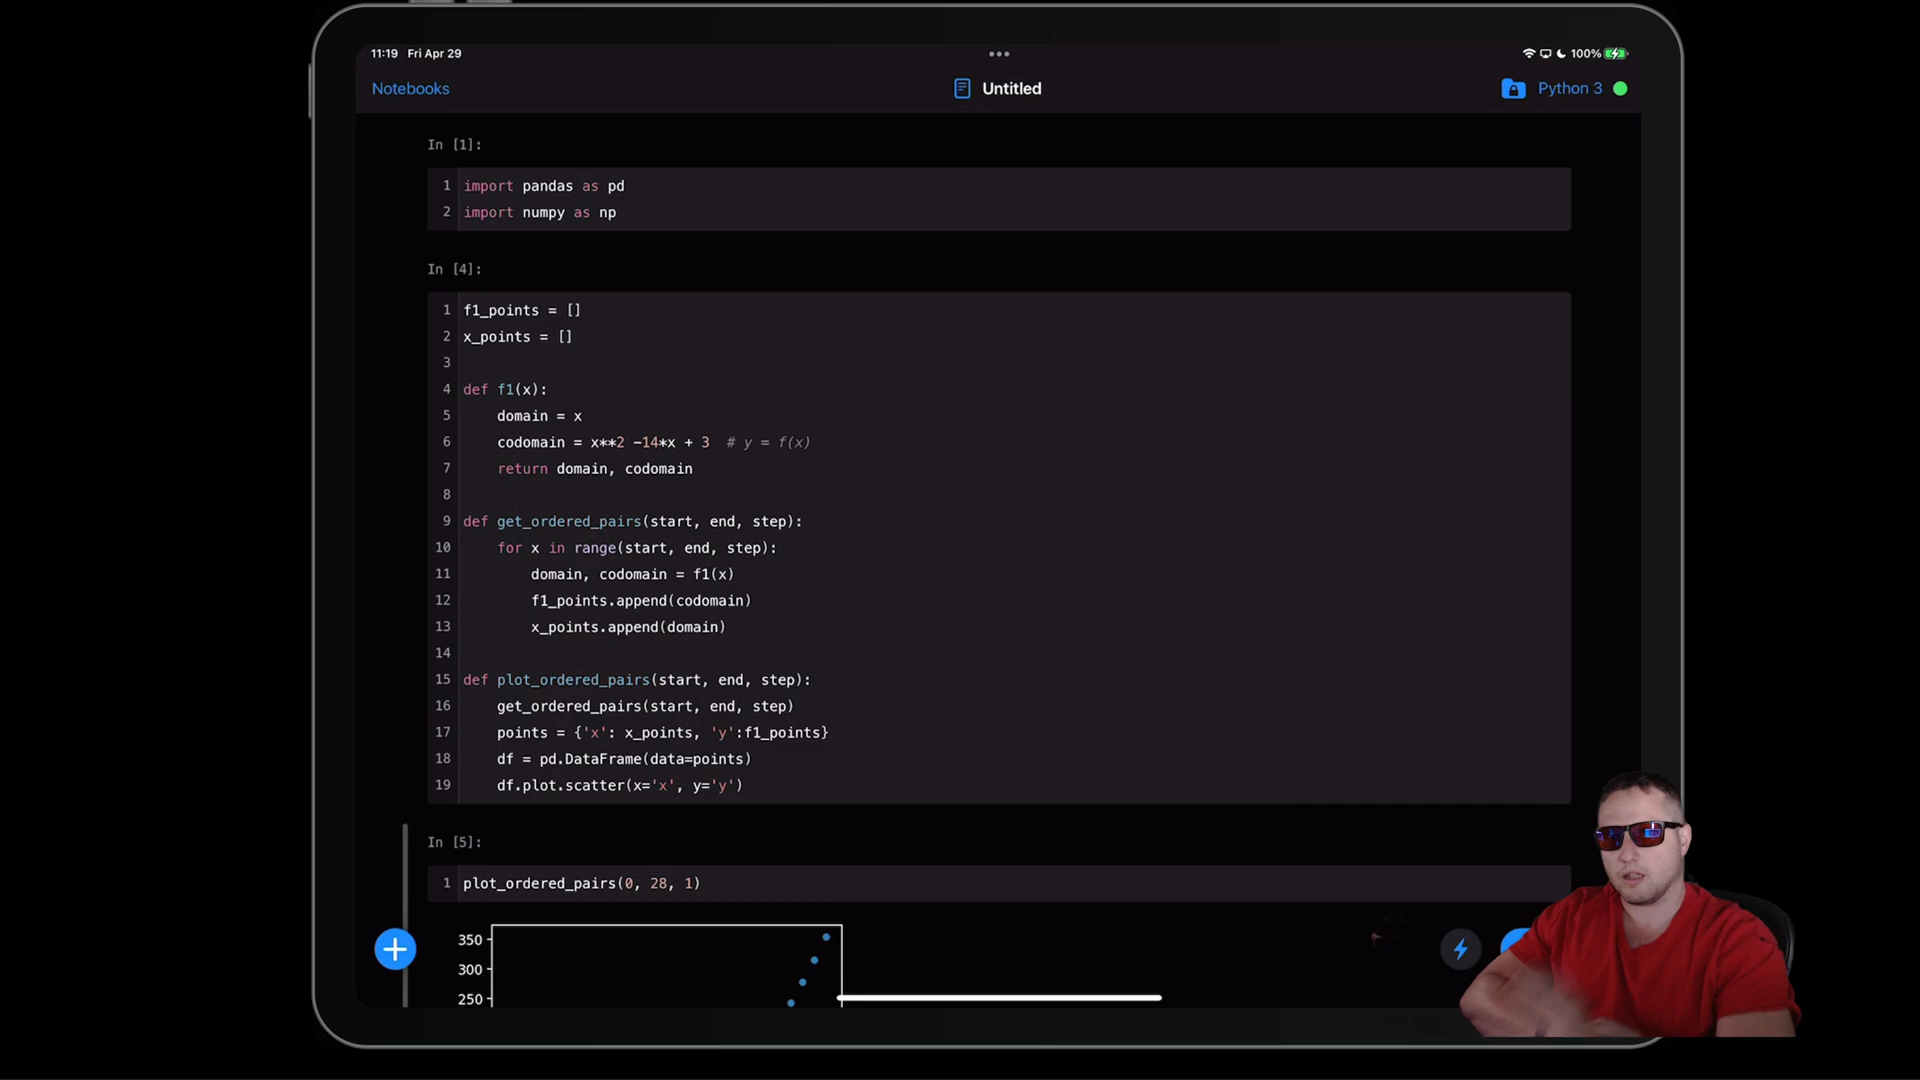 11:19 Fri Apr 29
100%
Notebooks
Untitled
Python 3
In [1]:
1 import pandas as pd
2 import numpy as np
In [4]:
1 f1_points = []
2 x_points = []
3
4 def f1(x):
5 domain = x
6 codomain = x**2 -14*x + 3 # y = f(x)
7 return domain, codomain
8
9 def get_ordered_pairs(start, end, step):
10 for x in range(start, end, step):
11 domain, codomain = f1(x)
12 f1_points.append(codomain)
13 x_points.append(domain)
14
15 def plot_ordered_pairs(start, end, step):
16 get_ordered_pairs(start, end, step)
17 points = {'x': x_points, 'y':f1_points}
18 df = pd.DataFrame(data=points)
19 df.plot.scatter(x='x', y='y')
In [5]:
1 plot_ordered_pairs(0, 28, 1)
350
300
250